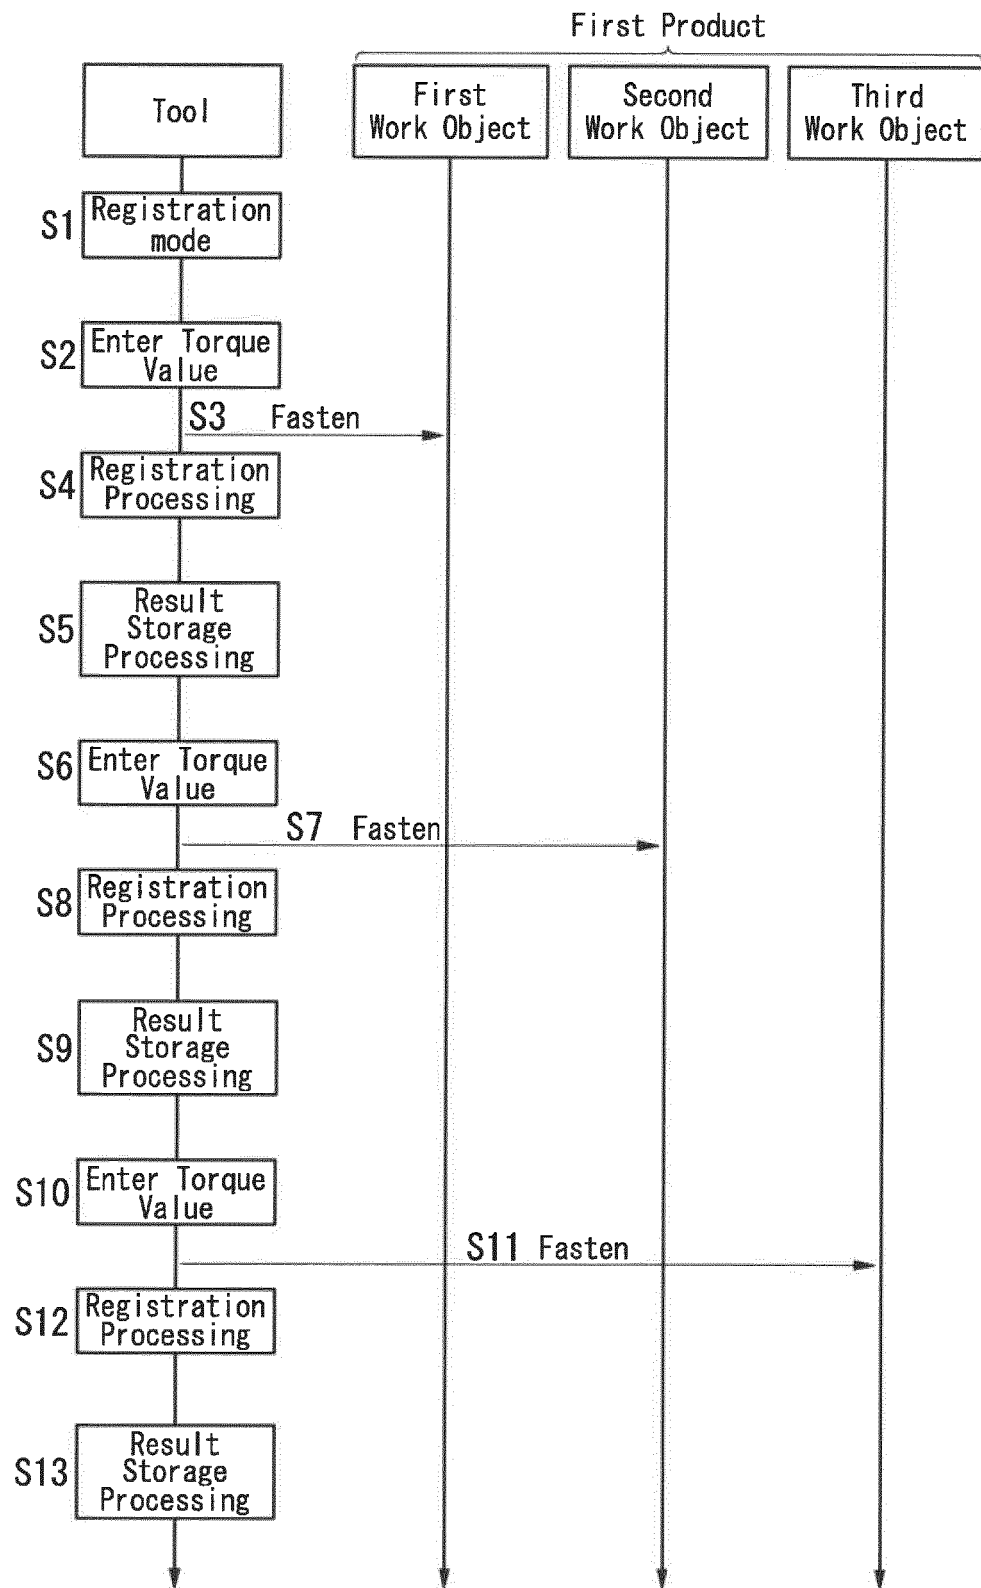 First Product
Tool
First
Work Object
Second
Work Object
Third
Work Object
S1
Registration
mode
S2
Enter Torque
Value
S3 Fasten
S4
Registration
Processing
S5
Result
Storage
Processing
S6
Enter Torque
Value
S7 Fasten
S8
Registration
Processing
S9
Result
Storage
Processing
S10
Enter Torque
Value
S11 Fasten
S12
Registration
Processing
S13
Result
Storage
Processing